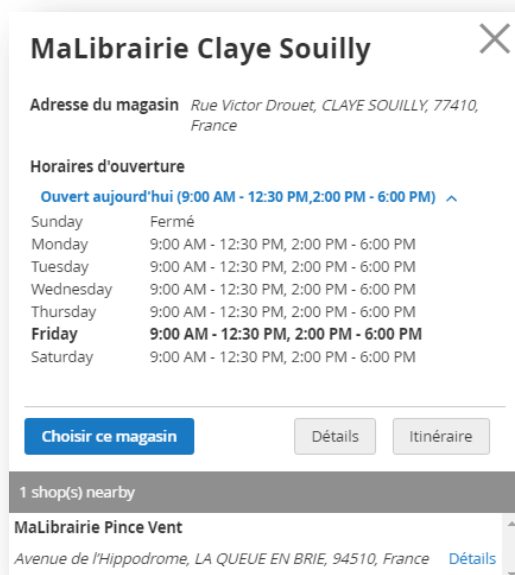 MaLibrairie Claye Souilly
Adresse du magasin Rue Victor Drouet, CLAYE SOUILLY, 77410,
France
Horaires d'ouverture
Ouvert aujourd'hui (9:00 AM - 12:30 PM,2:00 PM - 6:00 PM)
Sunday Fermé
Monday 9:00 AM - 12:30 PM, 2:00 PM - 6:00 PM
Tuesday 9:00 AM - 12:30 PM, 2:00 PM - 6:00 PM
Wednesday 9:00 AM - 12:30 PM, 2:00 PM - 6:00 PM
Thursday 9:00 AM - 12:30 PM, 2:00 PM - 6:00 PM
Friday 9:00 AM - 12:30 PM, 2:00 PM - 6:00 PM
Saturday 9:00 AM - 12:30 PM, 2:00 PM - 6:00 PM
Choisir ce magasin Détails Itinéraire
1 shop(s) nearby
MaLibrairie Pince Vent
Avenue de l'Hippodrome, LA QUEUE EN BRIE, 94510, France Détails